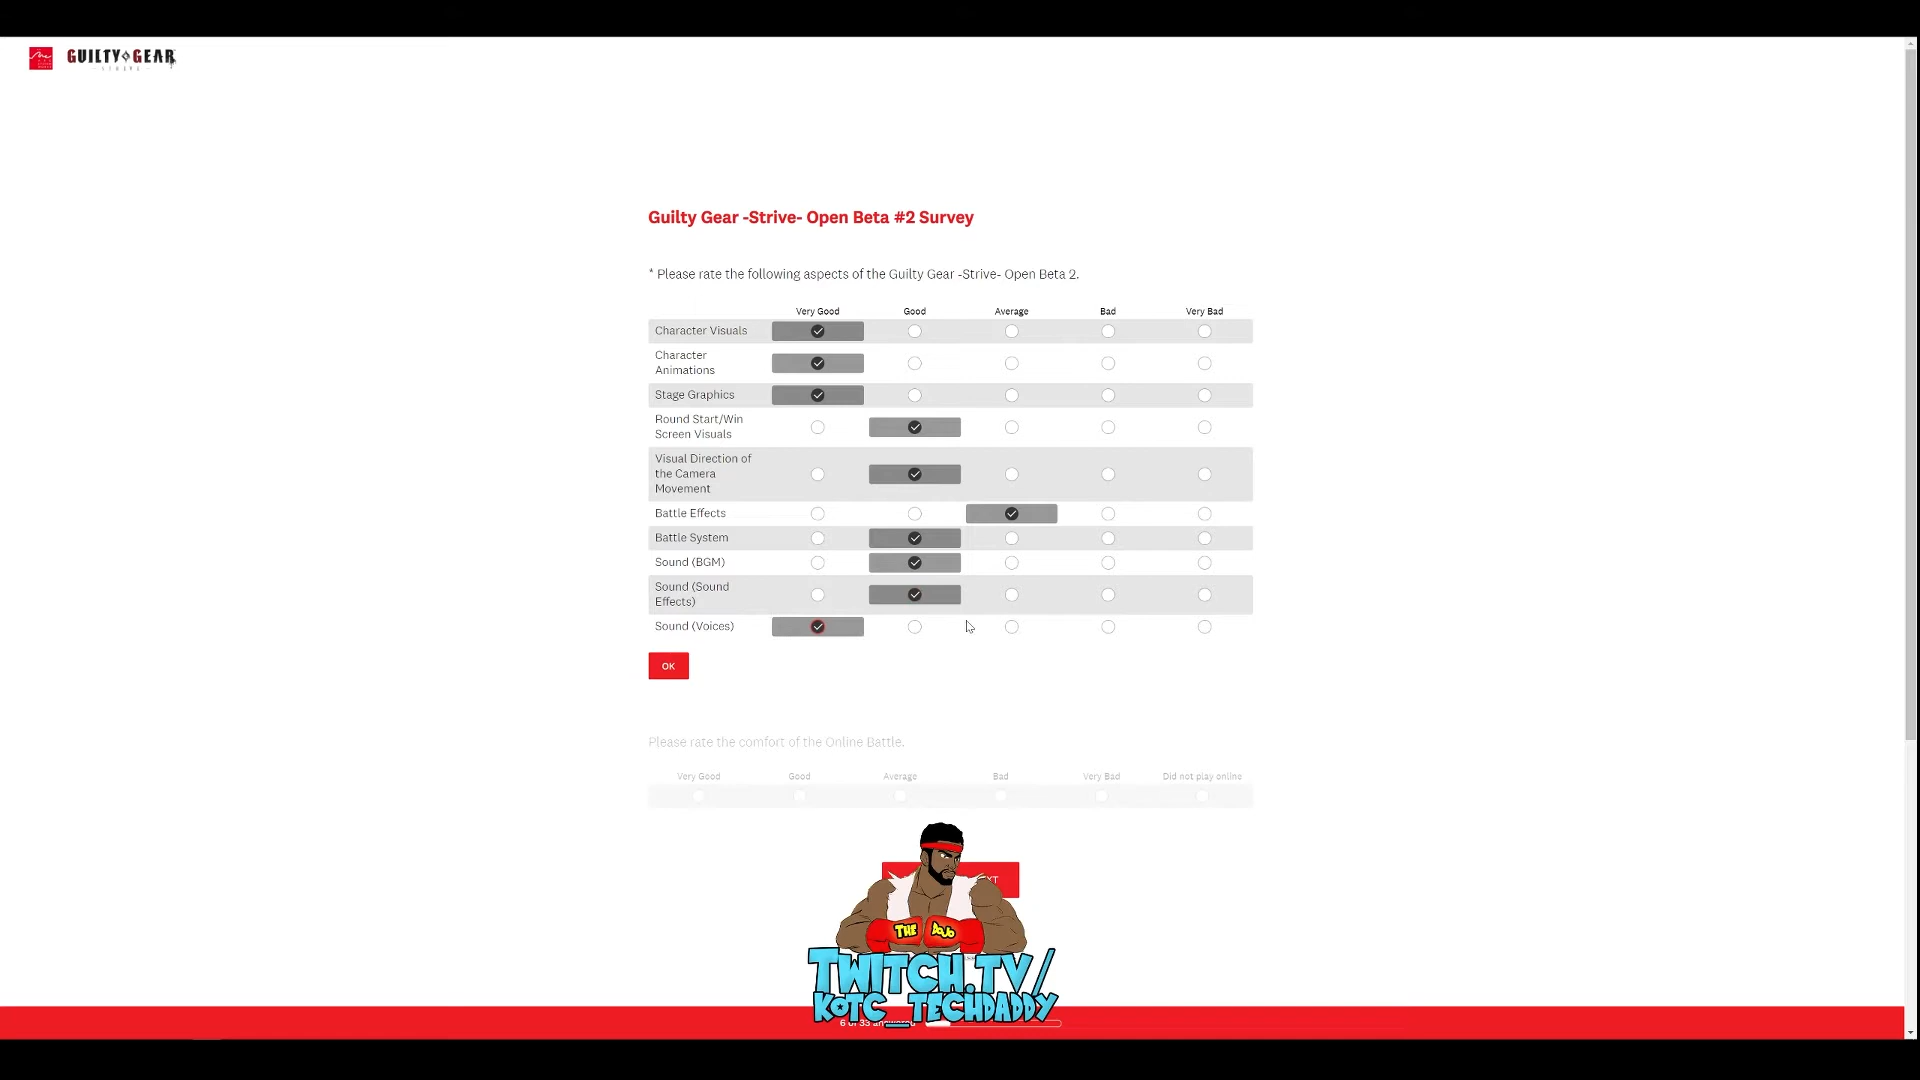 GUILTY GEAR
Guilty Gear -Strive- Open Beta #2 Survey
* Please rate the following aspects of the Guilty Gear -Strive- Open Beta 2.
Very Good Good Average Bad Very Bad
Character Visuals
Character
Animations
Stage Graphics
Round Start/Win
Screen Visuals
Visual Direction of
the Camera
Movement
Battle Effects
Battle System
Sound (BGM)
Sound (Sound
Effects)
Sound (Voices)
OK
Please rate the comfort of the Online Battle.
Very Good Good Average Bad Very Bad Did not play online
THE DOJO
TWITCH.TV/
KOTC_TECHDADDY
6 of 33 answered